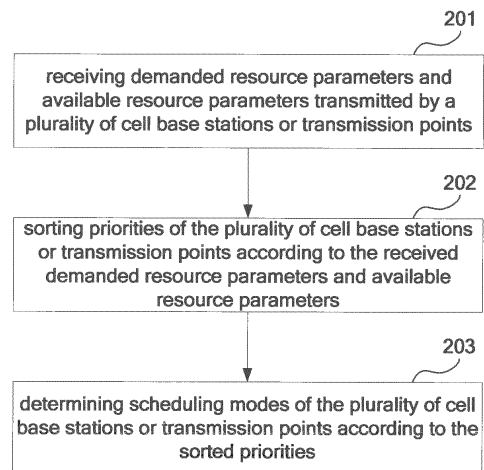 201
receiving demanded resource parameters and
available resource parameters transmitted by a
plurality of cell base stations or transmission points
202
sorting priorities of the plurality of cell base stations
or transmission points according to the received
demanded resource parameters and available
resource parameters
203
determining scheduling modes of the plurality of cell
base stations or transmission points according to the
sorted priorities